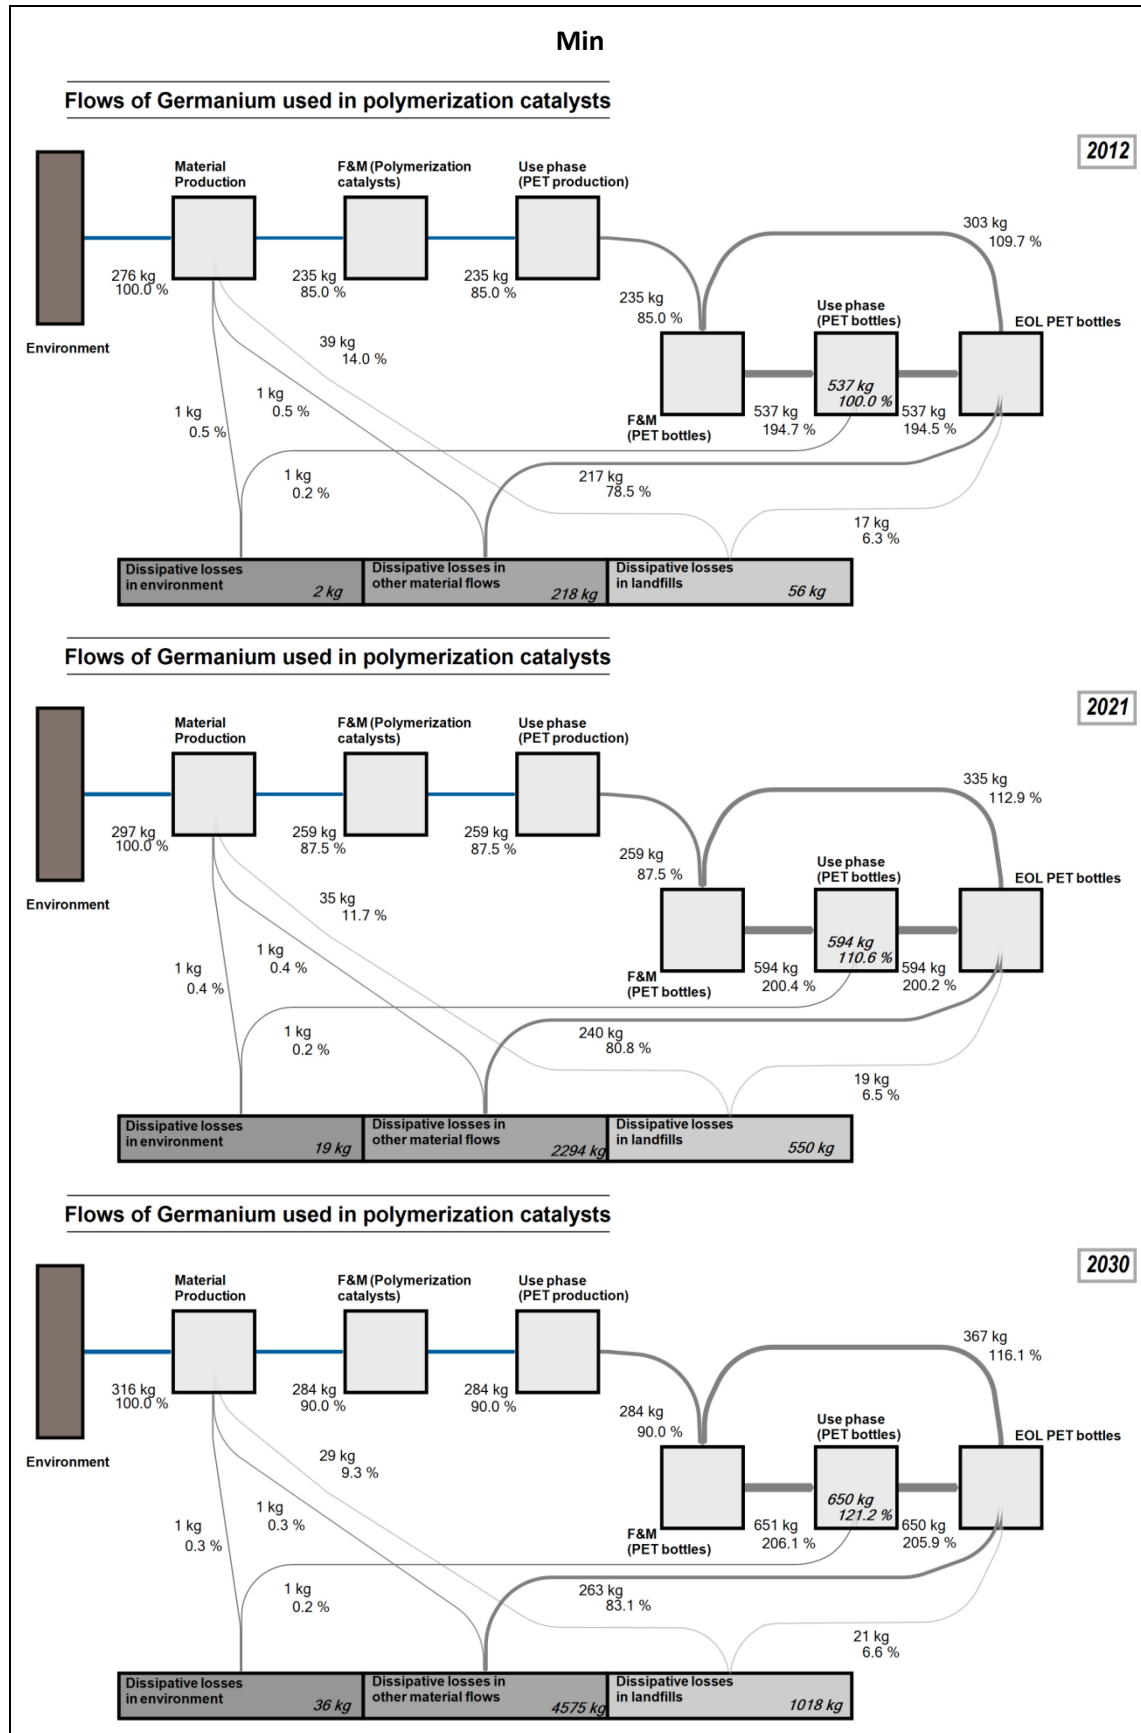 Min
Flows of Germanium used in polymerization catalysts
2012
Material
Production
F&M (Polymerization
catalysts)
Use phase
(PET production)
303 kg
109.7 %
276 kg
100.0 %
235 kg
85.0 %
235 kg
85.0 %
235 kg
85.0 %
Use phase
(PET bottles)
EOL PET bottles
Environment
39 kg
14.0 %
537 kg
100.0 %
1 kg
0.5 %
1 kg
0.5 %
F&M
(PET bottles)
537 kg
194.7 %
537 kg
194.5 %
1 kg
0.2 %
217 kg
78.5 %
17 kg
6.3 %
Dissipative losses
in environment
2 kg
Dissipative losses in
other material flows
218 kg
Dissipative losses
in landfills
56 kg
Flows of Germanium used in polymerization catalysts
2021
Material
Production
F&M (Polymerization
catalysts)
Use phase
(PET production)
335 kg
112.9 %
297 kg
100.0 %
259 kg
87.5 %
259 kg
87.5 %
259 kg
87.5 %
Use phase
(PET bottles)
EOL PET bottles
Environment
35 kg
11.7 %
594 kg
110.6 %
1 kg
0.4 %
1 kg
0.4 %
F&M
(PET bottles)
594 kg
200.4 %
594 kg
200.2 %
1 kg
0.2 %
240 kg
80.8 %
19 kg
6.5 %
Dissipative losses
in environment
19 kg
Dissipative losses in
other material flows
2294 kg
Dissipative losses
in landfills
550 kg
Flows of Germanium used in polymerization catalysts
2030
Material
Production
F&M (Polymerization
catalysts)
Use phase
(PET production)
367 kg
116.1 %
316 kg
100.0 %
284 kg
90.0 %
284 kg
90.0 %
284 kg
90.0 %
Use phase
(PET bottles)
EOL PET bottles
Environment
29 kg
9.3 %
650 kg
121.2 %
1 kg
0.3 %
1 kg
0.3 %
F&M
(PET bottles)
651 kg
206.1 %
650 kg
205.9 %
1 kg
0.2 %
263 kg
83.1 %
21 kg
6.6 %
Dissipative losses
in environment
36 kg
Dissipative losses in
other material flows
4575 kg
Dissipative losses
in landfills
1018 kg